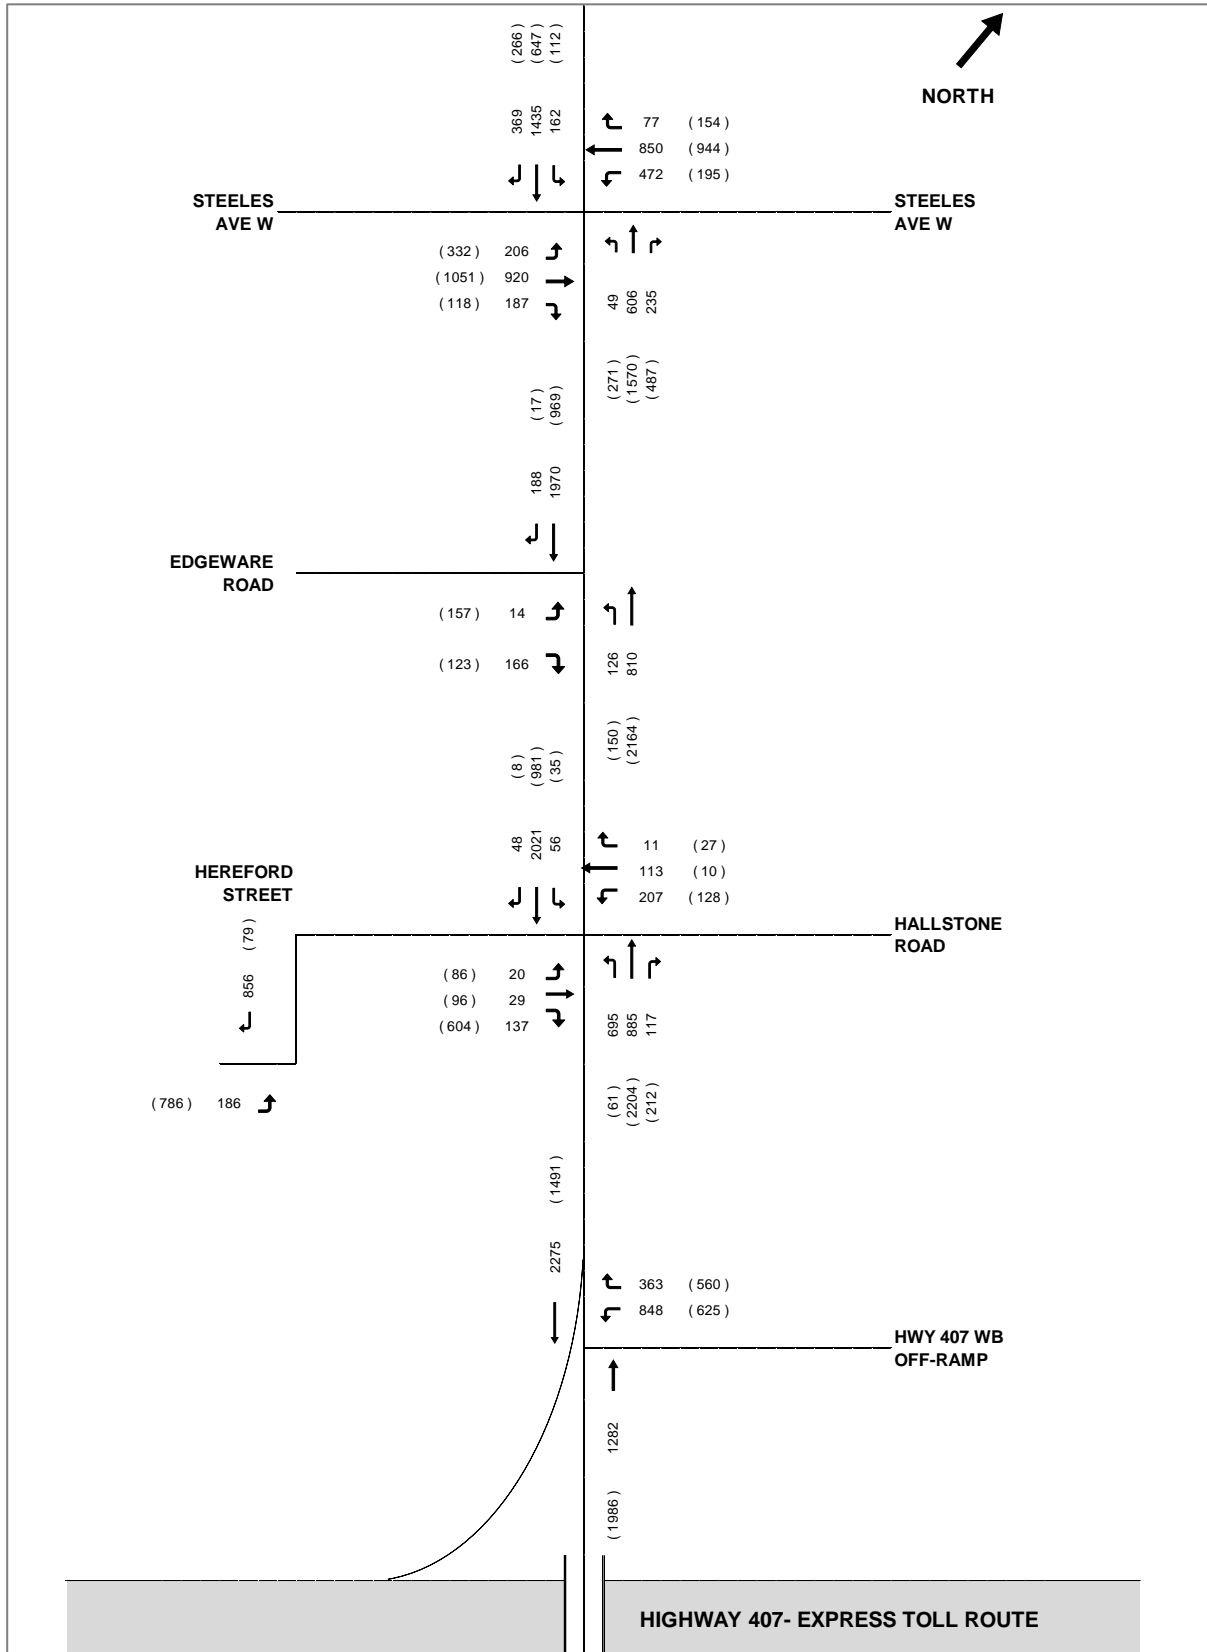 ( 266 )
( 647 )
( 112 )
NORTH
369
1435
162
77 ( 154 )
850 ( 944 )
472 ( 195 )
STEELES
AVE W
STEELES
AVE W
( 332 ) 206
( 1051 ) 920
( 118 ) 187
49
606
235
( 271 )
( 1570 )
( 487 )
( 17 )
( 969 )
188
1970
EDGEWARE
ROAD
( 157 ) 14
( 123 ) 166
126
810
( 150 )
( 2164 )
( 8 )
( 981 )
( 35 )
48
2021
56
11 ( 27 )
113 ( 10 )
207 ( 128 )
HEREFORD
STREET
HALLSTONE
ROAD
( 79 )
856
( 86 ) 20
( 96 ) 29
( 604 ) 137
695
885
117
( 61 )
( 2204 )
( 212 )
( 786 ) 186
( 1491 )
2275
363 ( 560 )
848 ( 625 )
HWY 407 WB
OFF-RAMP
1282
( 1986 )
HIGHWAY 407- EXPRESS TOLL ROUTE